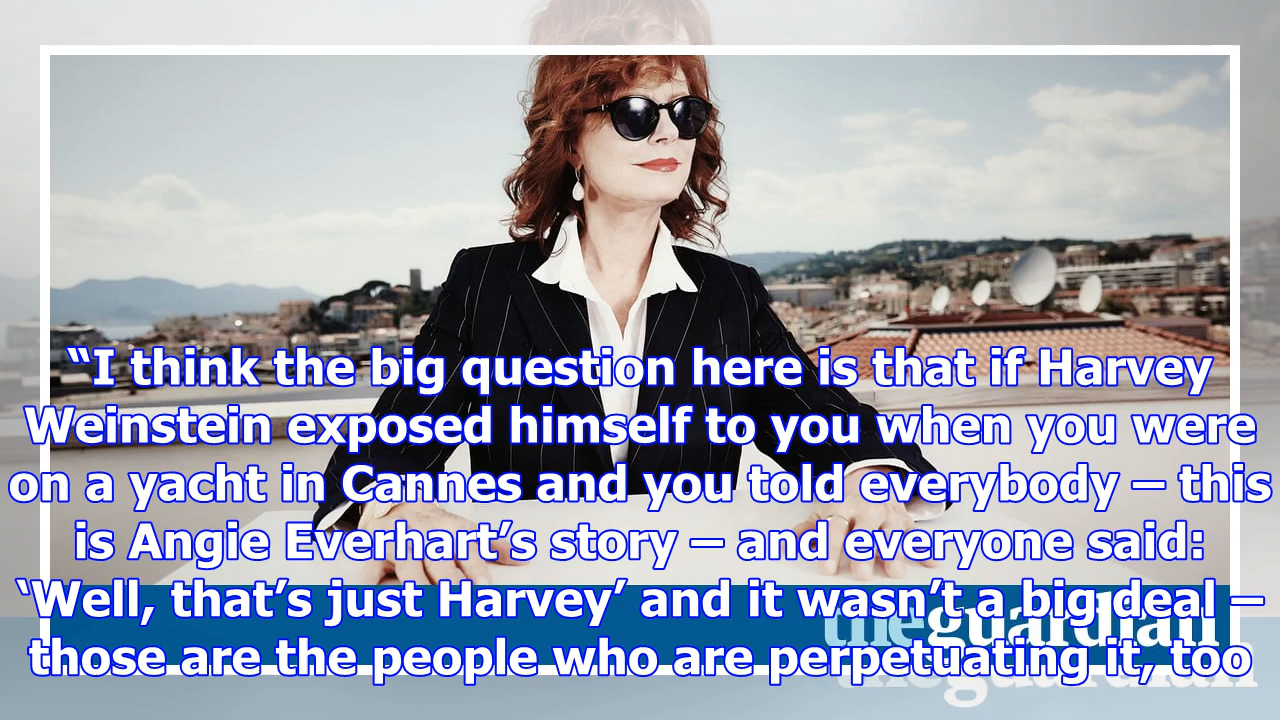 “I think the big question here is that if Harvey
Weinstein exposed himself to you when you were
on a yacht in Cannes and you told everybody – this
is Angie Everhart’s story – and everyone said:
‘Well, that’s just Harvey’ and it wasn’t a big deal –
those are the people who are perpetuating it, too
theguardian
theguardian